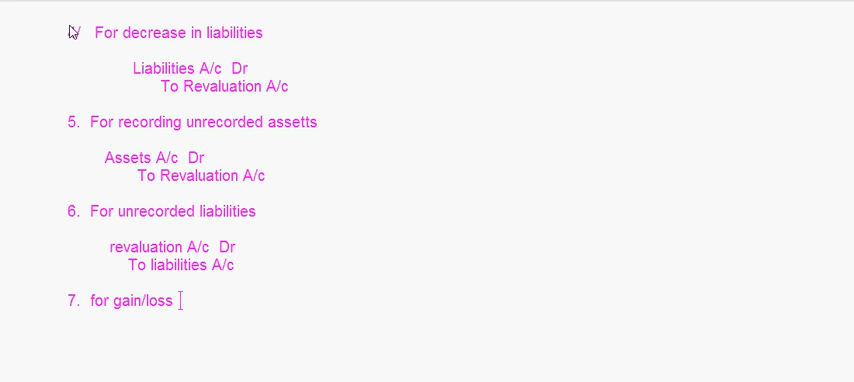 For decrease in liabilities
Liabilities A/c Dr
To Revaluation A/c
5. For recording unrecorded assetts
Assets A/c Dr
To Revaluation A/c
6. For unrecorded liabilities
revaluation A/c Dr
To liabilities A/c
7. for gain/loss